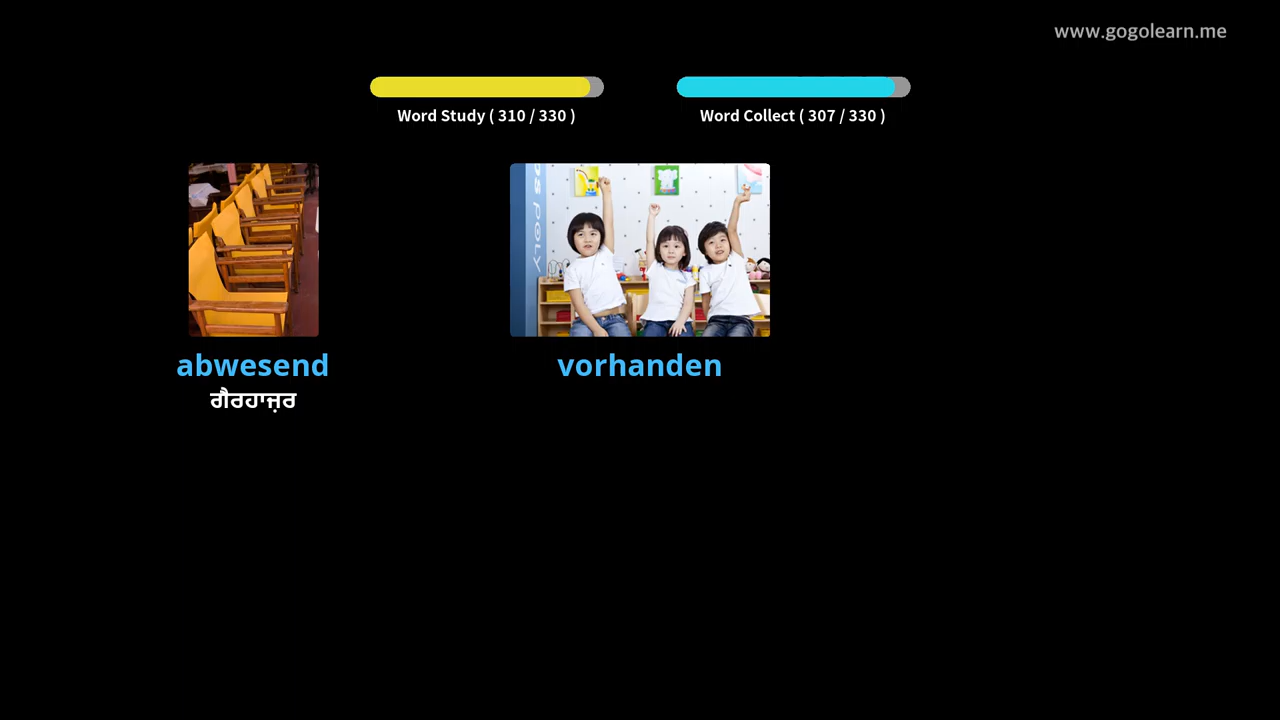 www.gogolearn.me
Word Study ( 310 / 330 )
Word Collect ( 307 / 330 )
abwesend
vorhanden
ਗੈਰਹਾਜ਼ਰ